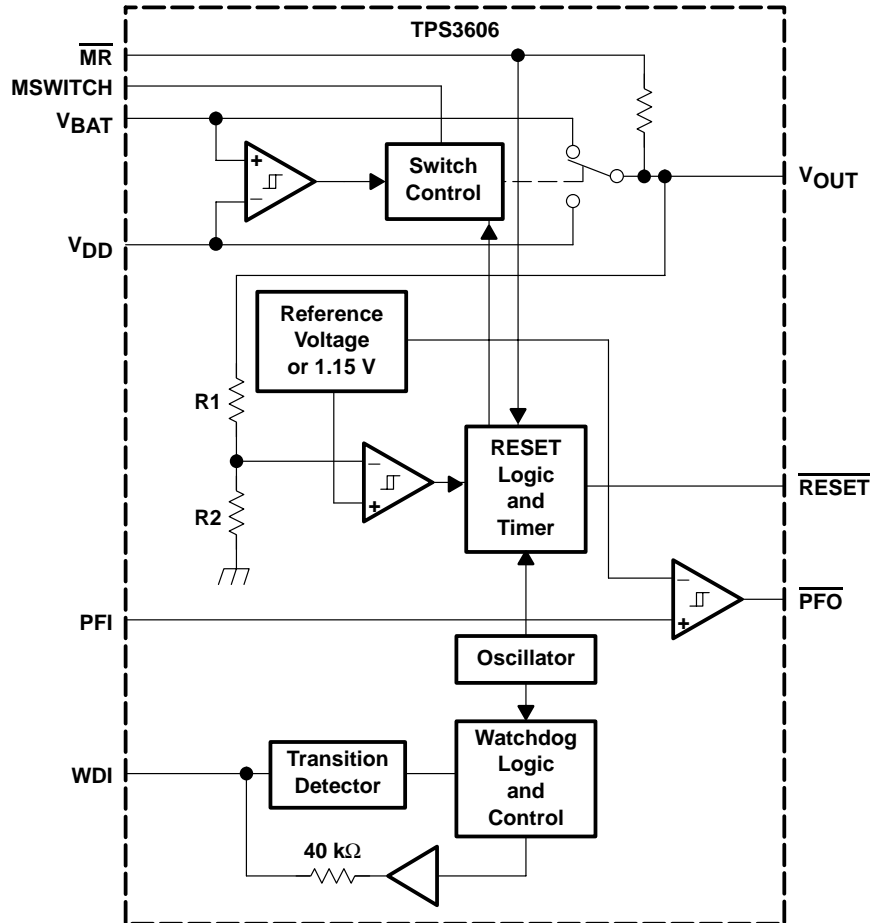 TPS3606
MR
MSWITCH
VBAT
Switch
Control
VOUT
VDD
Reference
Voltage
or 1.15 V
R1
RESET
Logic
and
Timer
RESET
R2
PFO
PFI
Oscillator
WDI
Transition
Detector
Watchdog
Logic
and
Control
40 kΩ